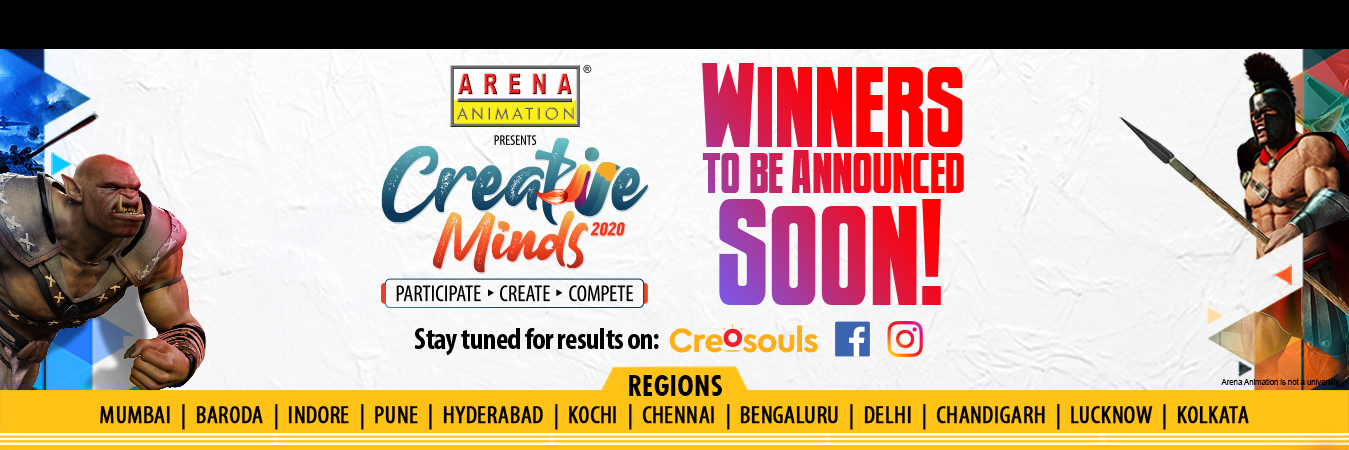 ARENA®
ANIMATION
PRESENTS
Creative
Minds 2020
PARTICIPATE ▸ CREATE ▸ COMPETE
WINNERS
TO BE ANNOUNCED
SOON!
Stay tuned for results on: Creosouls
Arena Animation is not a university.
REGIONS
MUMBAI | BARODA | INDORE | PUNE | HYDERABAD | KOCHI | CHENNAI | BENGALURU | DELHI | CHANDIGARH | LUCKNOW | KOLKATA